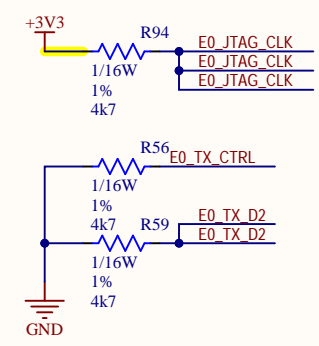 +3V3
R94
1/16W
1%
4k7
E0_JTAG_CLK
E0_JTAG_CLK
E0_JTAG_CLK
R56
1/16W
1%
4k7
E0_TX_CTRL
R59
1/16W
1%
4k7
E0_TX_D2
E0_TX_D2
GND